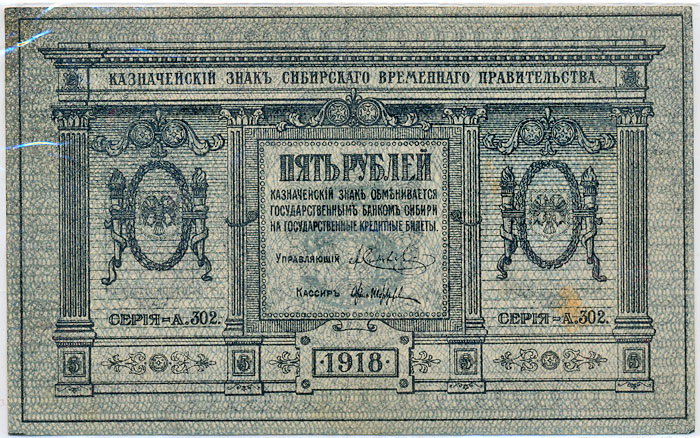 КАЗНАЧЕЙСКІЙ ЗНАКЪ СИБИРСКАГО ВРЕМЕННАГО ПРАВИТЕЛЬСТВА.
ПЯТЬ РУБЛЕЙ
КАЗНАЧЕЙСКІЙ ЗНАКЪ ОБМѢНИВАЕТСЯ
ГОСУДАРСТВЕННЫМЪ БАНКОМЪ СИБИРИ
НА ГОСУДАРСТВЕННЫЕ КРЕДИТНЫЕ БИЛЕТЫ.
УПРАВЛЯЮЩІЙ
КАССИРЪ
СЕРІЯ=А.302.
СЕРІЯ=А.302.
5
5
·1918·
5
5